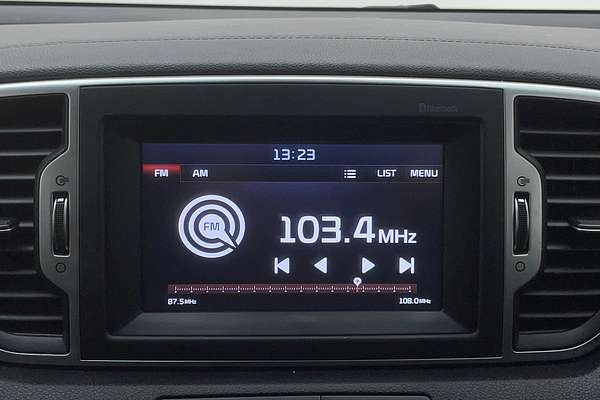 Bluetooth
13:23
FM AM LIST MENU
FM 103.4MHz
87.5MHz 108.0MHz